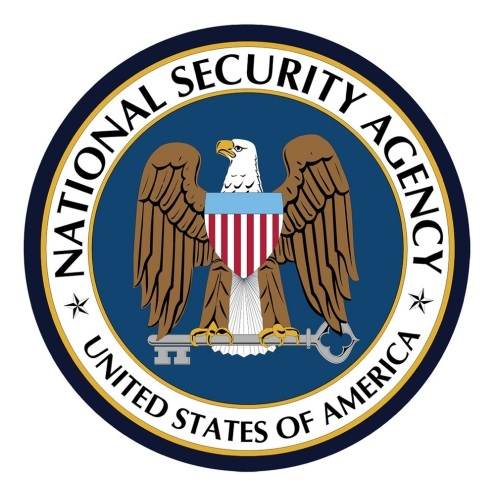 NATIONAL SECURITY AGENCY
UNITED STATES OF AMERICA